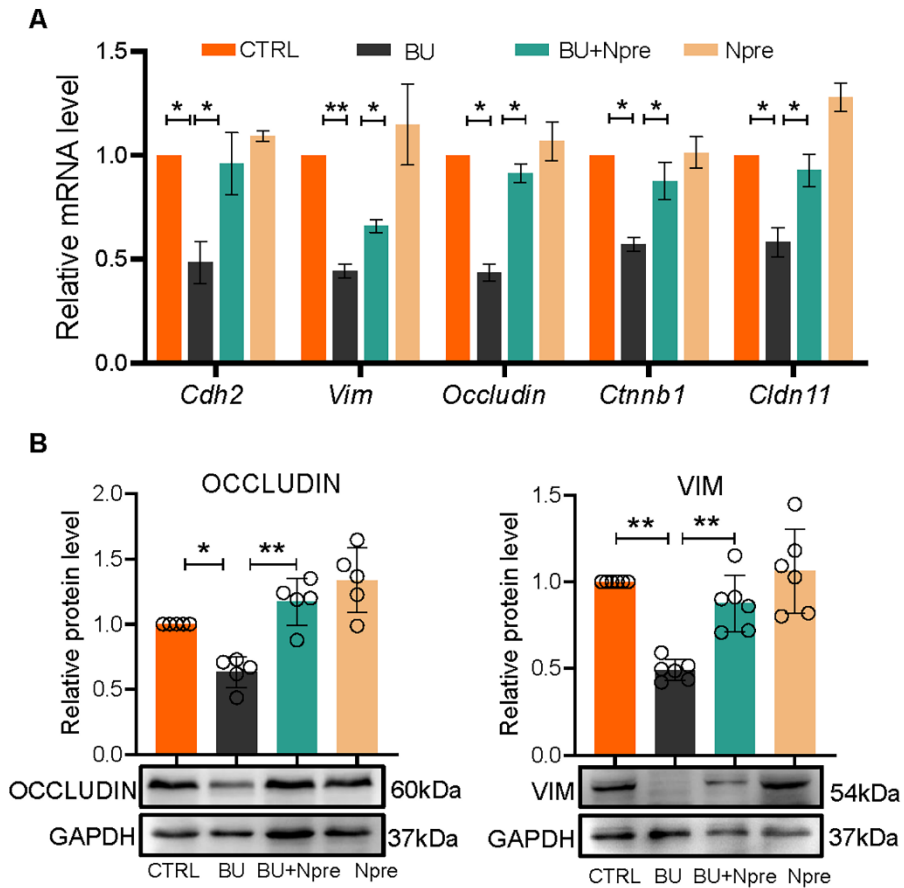 A
CTRL BU BU+Npre Npre
Relative mRNA level
1.5
1.0
0.5
0.0
* * ** * * * * * * *
Cdh2 Vim Occludin Ctnnb1 Cldn11
B
OCCLUDIN
Relative protein level
2.0
1.5
1.0
0.5
0.0
* **
OCCLUDIN 60kDa
GAPDH 37kDa
CTRL BU BU+Npre Npre
VIM
Relative protein level
1.5
1.0
0.5
0.0
** **
VIM 54kDa
GAPDH 37kDa
CTRL BU BU+Npre Npre